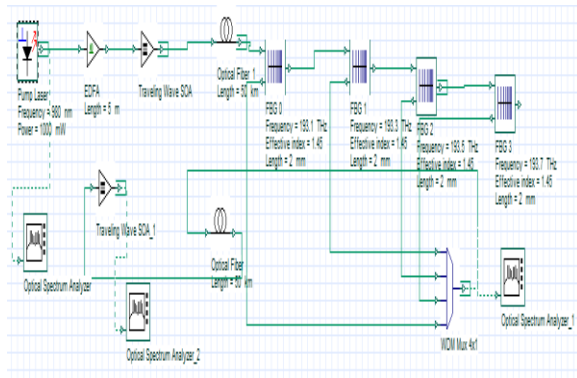 Pump Laser
Frequency = 980 nm
Power = 1000 mW
EDFA
Length = 5 m
Traveling Wave SOA
Optical Fiber 1
Length = 50 km
FBG 0
Frequency = 193.1 THz
Effective index = 1.45
Length = 2 mm
FBG 1
Frequency = 193.3 THz
Effective index = 1.45
Length = 2 mm
FBG 2
Frequency = 193.5 THz
Effective index = 1.45
Length = 2 mm
FBG 3
Frequency = 193.7 THz
Effective index = 1.45
Length = 2 mm
Traveling Wave SOA_1
Optical Spectrum Analyzer
Optical Fiber
Length = 50 km
Optical Spectrum Analyzer_2
WDM Mux 4x1
Optical Spectrum Analyzer_1